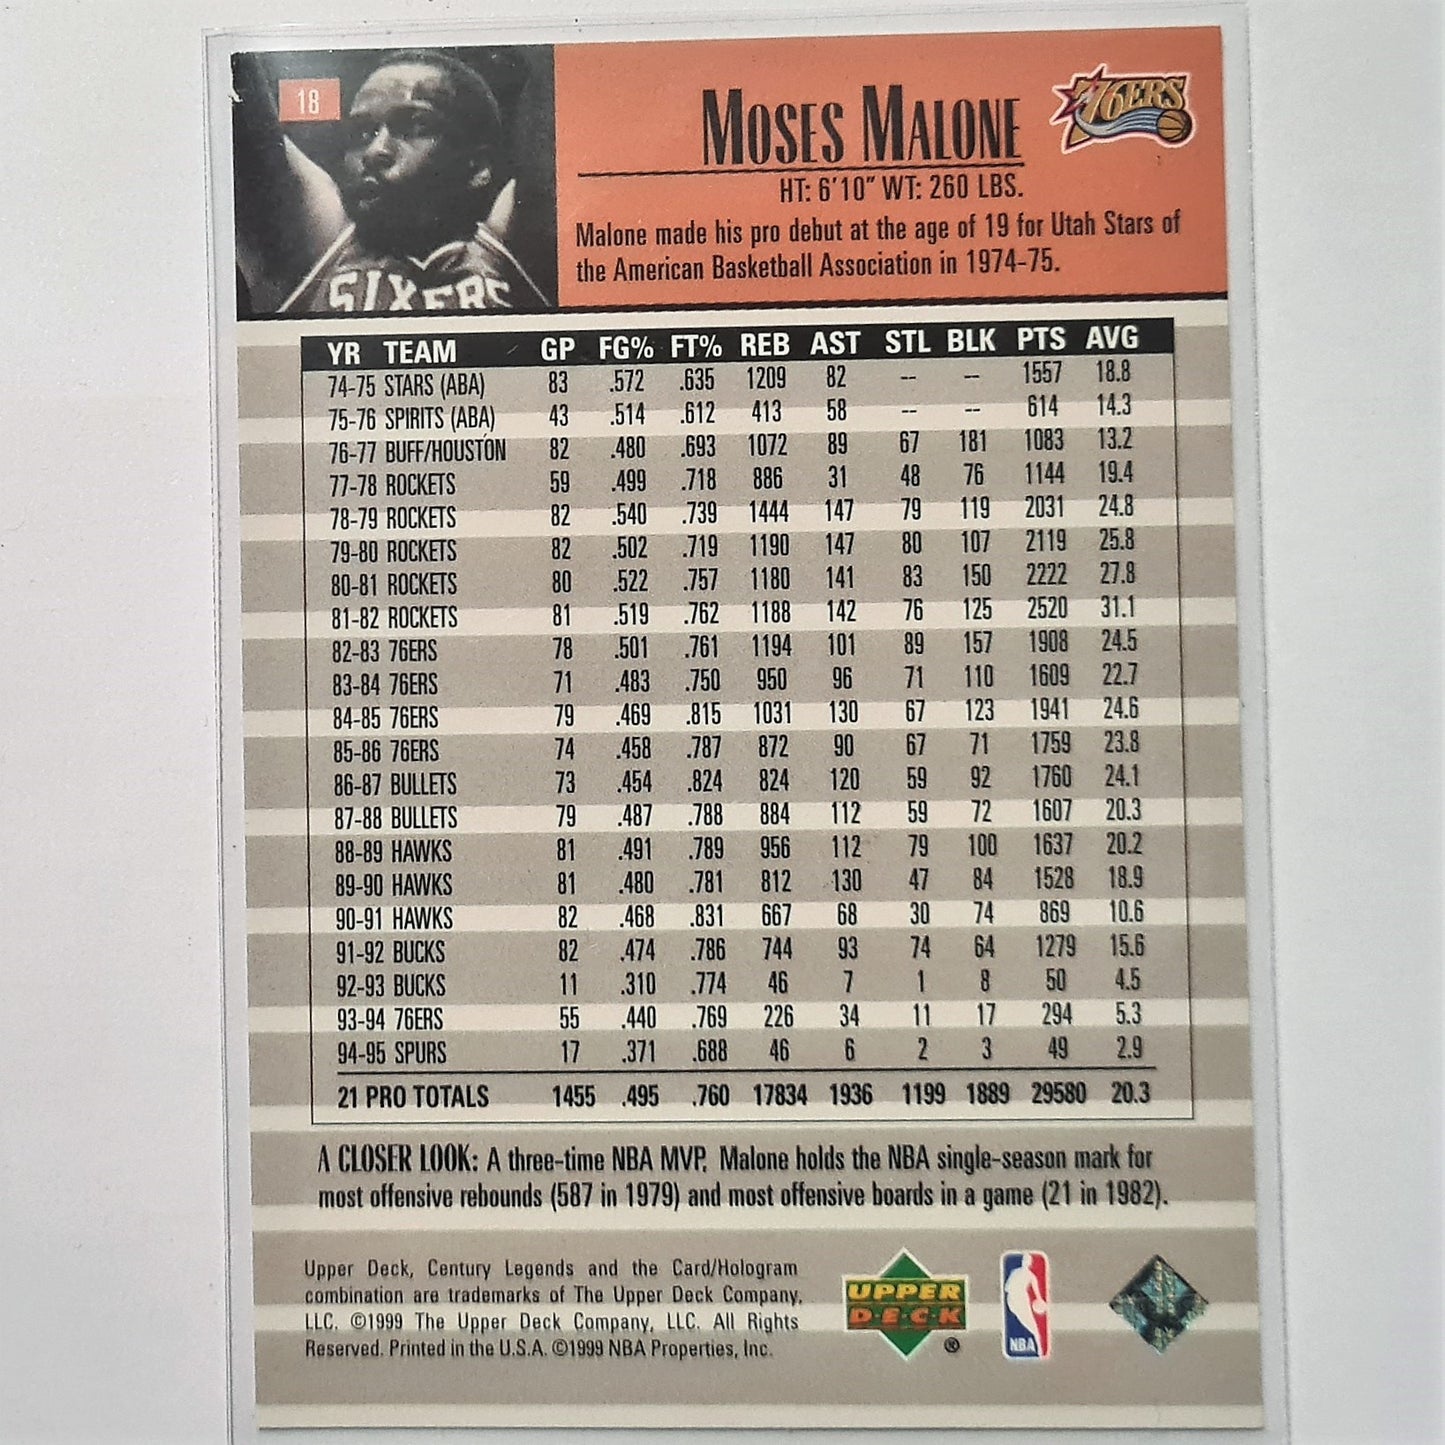 18
SIXERS
MOSES MALONE
76ERS
HT: 6'10" WT: 260 LBS.
Malone made his pro debut at the age of 19 for Utah Stars of
the American Basketball Association in 1974-75.
YR TEAM GP FG% FT% REB AST STL BLK PTS AVG
74-75 STARS (ABA) 83 .572 .635 1209 82 -- -- 1557 18.8
75-76 SPIRITS (ABA) 43 .514 .612 413 58 -- -- 614 14.3
76-77 BUFF/HOUSTON 82 .480 .693 1072 89 67 181 1083 13.2
77-78 ROCKETS 59 .499 .718 886 31 48 76 1144 19.4
78-79 ROCKETS 82 .540 .739 1444 147 79 119 2031 24.8
79-80 ROCKETS 82 .502 .719 1190 147 80 107 2119 25.8
80-81 ROCKETS 80 .522 .757 1180 141 83 150 2222 27.8
81-82 ROCKETS 81 .519 .762 1188 142 76 125 2520 31.1
82-83 76ERS 78 .501 .761 1194 101 89 157 1908 24.5
83-84 76ERS 71 .483 .750 950 96 71 110 1609 22.7
84-85 76ERS 79 .469 .815 1031 130 67 123 1941 24.6
85-86 76ERS 74 .458 .787 872 90 67 71 1759 23.8
86-87 BULLETS 73 .454 .824 824 120 59 92 1760 24.1
87-88 BULLETS 79 .487 .788 884 112 59 72 1607 20.3
88-89 HAWKS 81 .491 .789 956 112 79 100 1637 20.2
89-90 HAWKS 81 .480 .781 812 130 47 84 1528 18.9
90-91 HAWKS 82 .468 .831 667 68 30 74 869 10.6
91-92 BUCKS 82 .474 .786 744 93 74 64 1279 15.6
92-93 BUCKS 11 .310 .774 46 7 1 8 50 4.5
93-94 76ERS 55 .440 .769 226 34 11 17 294 5.3
94-95 SPURS 17 .371 .688 46 6 2 3 49 2.9
21 PRO TOTALS 1455 .495 .760 17834 1936 1199 1889 29580 20.3
A CLOSER LOOK: A three-time NBA MVP, Malone holds the NBA single-season mark for
most offensive rebounds (587 in 1979) and most offensive boards in a game (21 in 1982).
Upper Deck, Century Legends and the Card/Hologram
combination are trademarks of The Upper Deck Company,
LLC. ©1999 The Upper Deck Company, LLC. All Rights
Reserved. Printed in the U.S.A. ©1999 NBA Properties, Inc.
UPPER
DECK
®
NBA